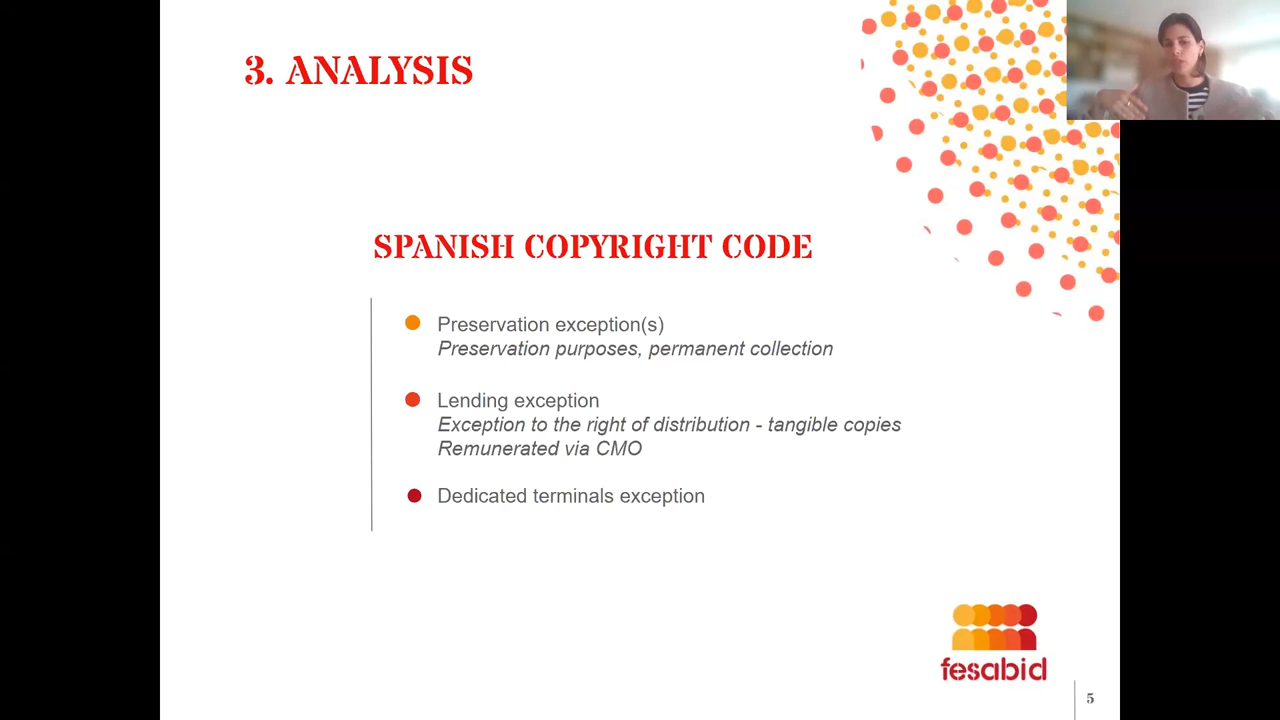 3. ANALYSIS
SPANISH COPYRIGHT CODE
Preservation exception(s)
Preservation purposes, permanent collection
Lending exception
Exception to the right of distribution - tangible copies
Remunerated via CMO
Dedicated terminals exception
fesabid
5